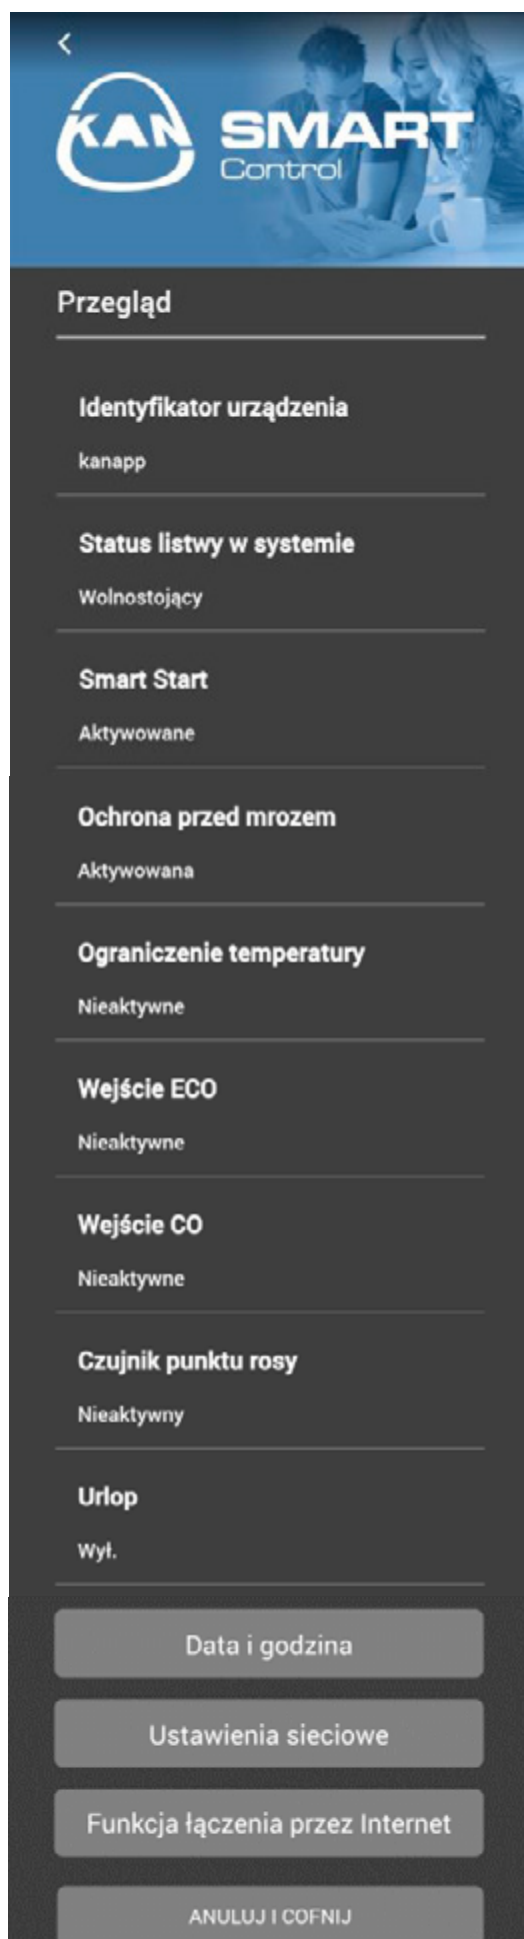 KAN SMART
Control
Przegląd
Identyfikator urządzenia
kanapp
Status listwy w systemie
Wolnostojący
Smart Start
Aktywowane
Ochrona przed mrozem
Aktywowana
Ograniczenie temperatury
Nieaktywne
Wejście ECO
Nieaktywne
Wejście CO
Nieaktywne
Czujnik punktu rosy
Nieaktywny
Urlop
Wył.
Data i godzina
Ustawienia sieciowe
Funkcja łączenia przez Internet
ANULUJ I COFNIJ